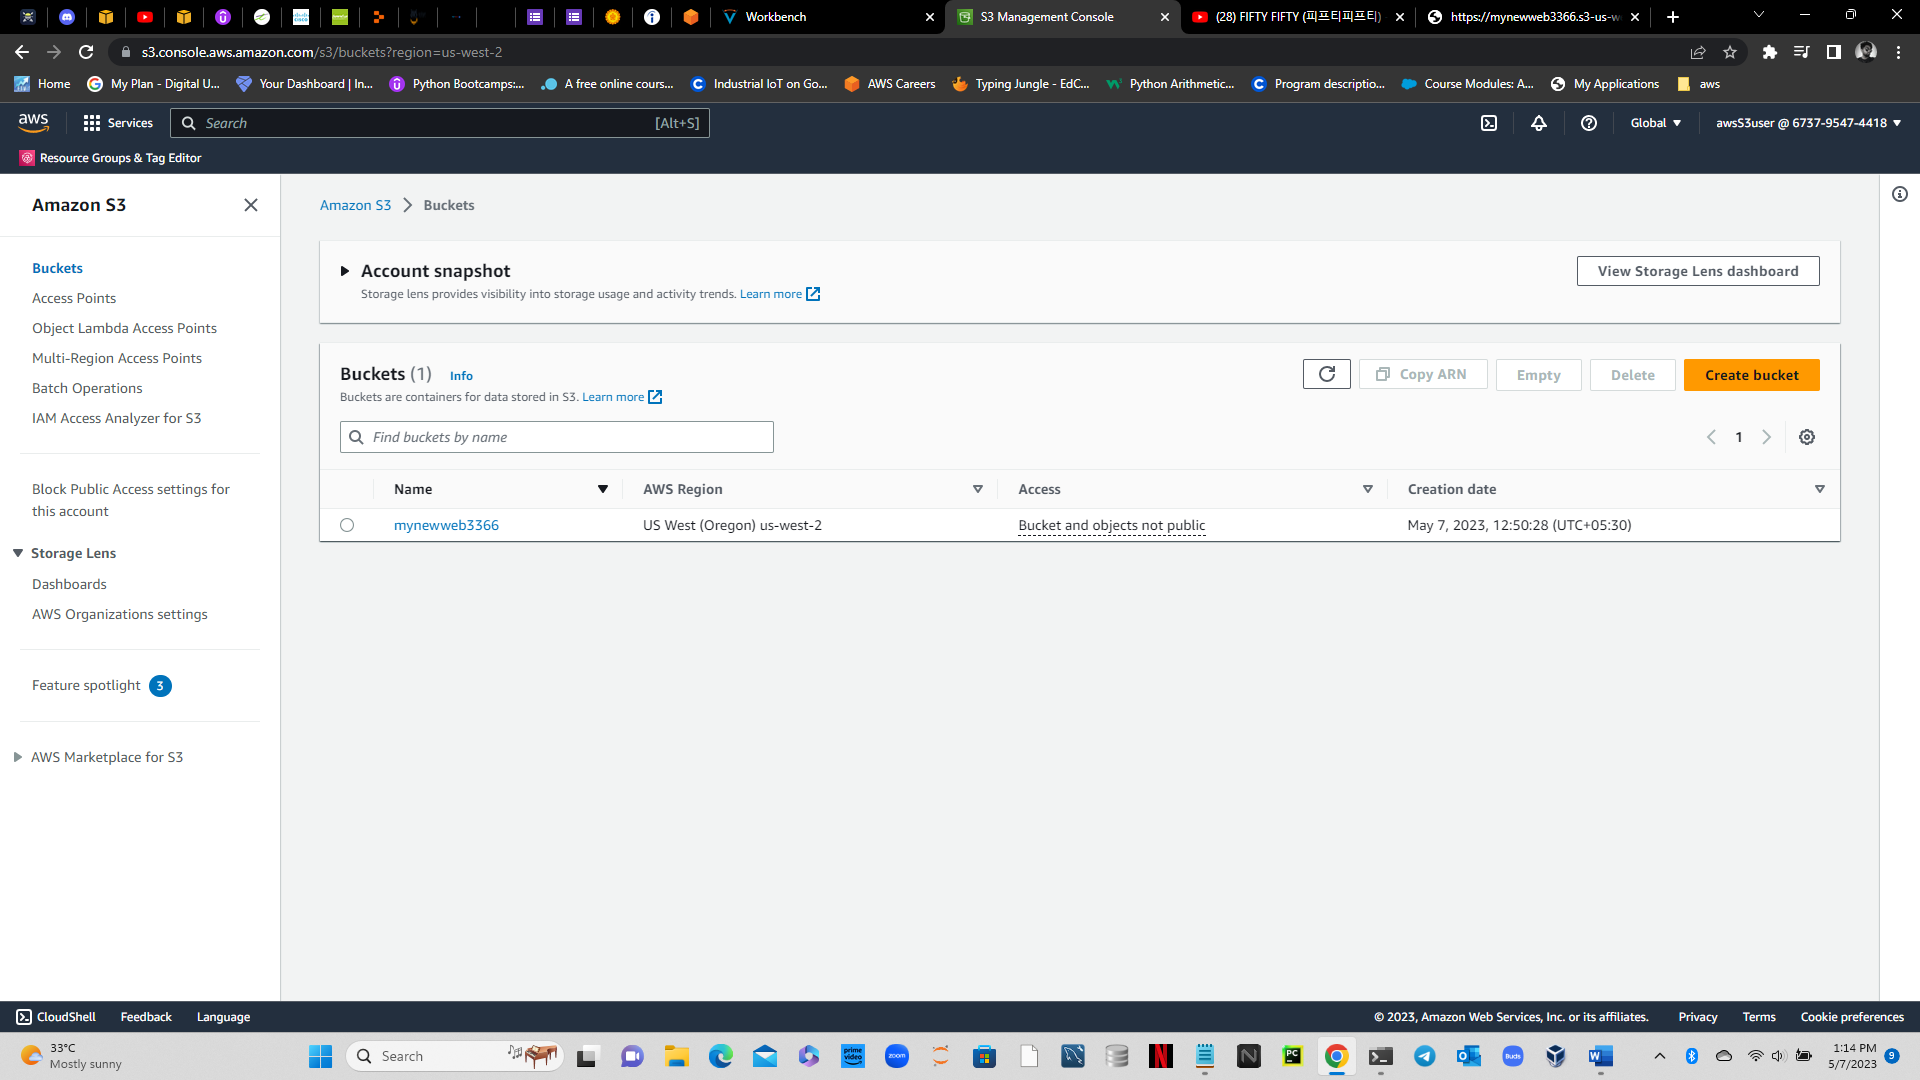 Workbench
S3 Management Console
(28) FIFTY FIFTY (피프티피프티)
https://mynewweb3366.s3-us-w
s3.console.aws.amazon.com/s3/buckets?region=us-west-2
Home
My Plan - Digital U...
Your Dashboard | In...
Python Bootcamps:...
A free online cours...
Industrial IoT on Go...
AWS Careers
Typing Jungle - EdC...
Python Arithmetic...
Program descriptio...
Course Modules: A...
My Applications
aws
aws
Services
Search
[Alt+S]
Global
awsS3user @ 6737-9547-4418
Resource Groups & Tag Editor
Amazon S3
Buckets
Access Points
Object Lambda Access Points
Multi-Region Access Points
Batch Operations
IAM Access Analyzer for S3
Block Public Access settings for
this account
Storage Lens
Dashboards
AWS Organizations settings
Feature spotlight 3
AWS Marketplace for S3
Amazon S3 > Buckets
Account snapshot
Storage lens provides visibility into storage usage and activity trends. Learn more
View Storage Lens dashboard
Buckets (1) Info
Buckets are containers for data stored in S3. Learn more
Copy ARN
Empty
Delete
Create bucket
Find buckets by name
1
Name
AWS Region
Access
Creation date
mynewweb3366
US West (Oregon) us-west-2
Bucket and objects not public
May 7, 2023, 12:50:28 (UTC+05:30)
CloudShell
Feedback
Language
© 2023, Amazon Web Services, Inc. or its affiliates.
Privacy
Terms
Cookie preferences
33°C
Mostly sunny
Search
prime video
zoom
PC
Buds
1:14 PM
5/7/2023
9